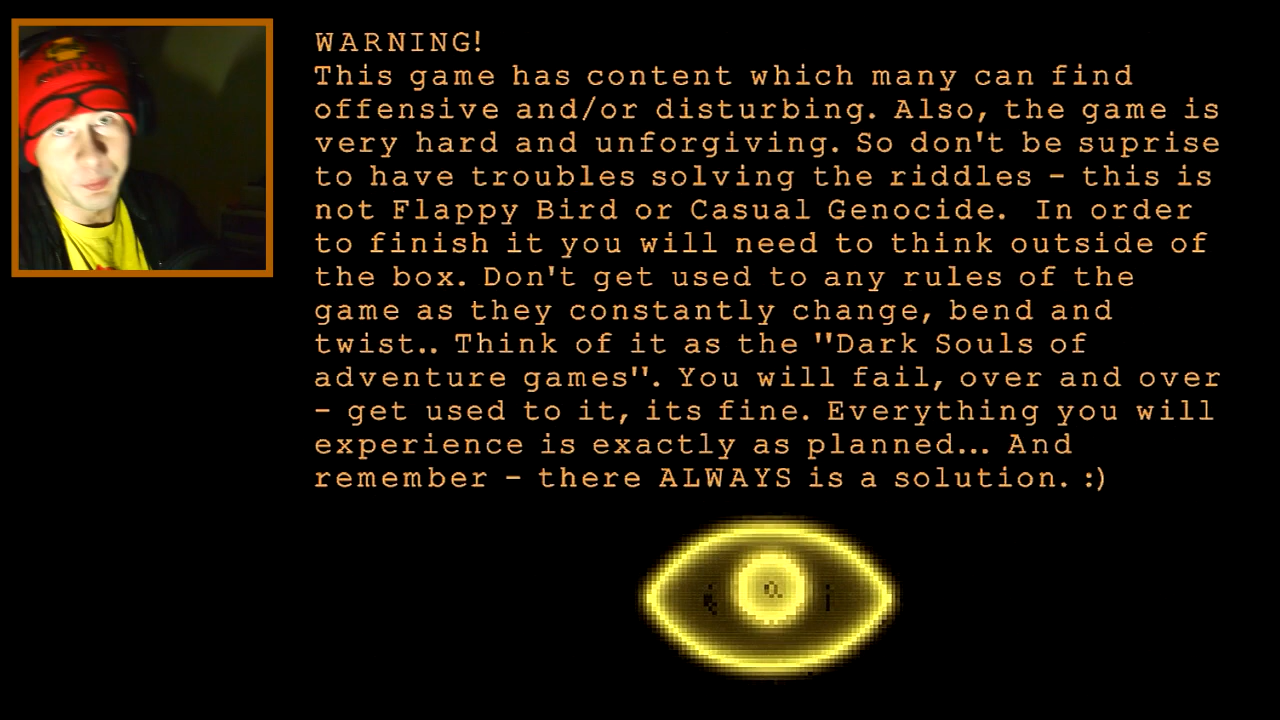 WARNING!
This game has content which many can find
offensive and/or disturbing. Also, the game is
very hard and unforgiving. So don't be suprise
to have troubles solving the riddles - this is
not Flappy Bird or Casual Genocide. In order
to finish it you will need to think outside of
the box. Don't get used to any rules of the
game as they constantly change, bend and
twist.. Think of it as the "Dark Souls of
adventure games". You will fail, over and over
- get used to it, its fine. Everything you will
experience is exactly as planned... And
remember - there ALWAYS is a solution. :)